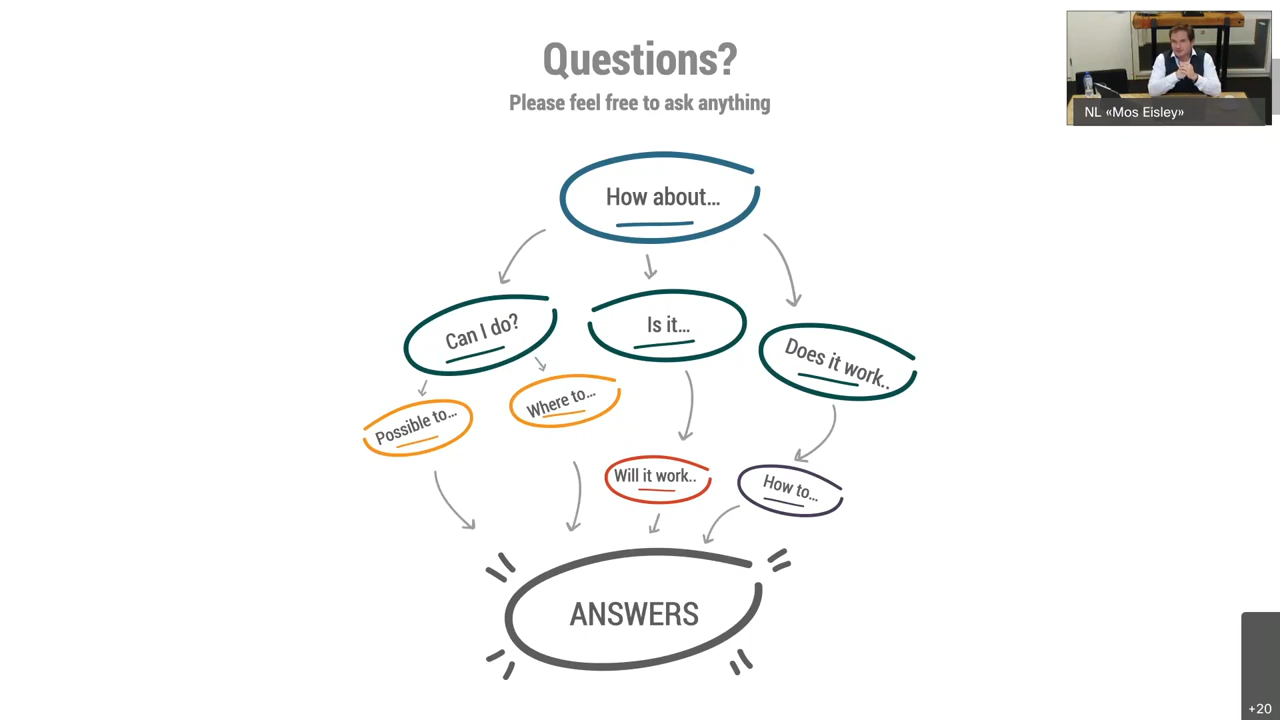 Questions?
Please feel free to ask anything
NL «Mos Eisley»
How about...
Can I do?
Is it...
Does it work..
Possible to...
Where to...
Will it work..
How to...
ANSWERS
+20